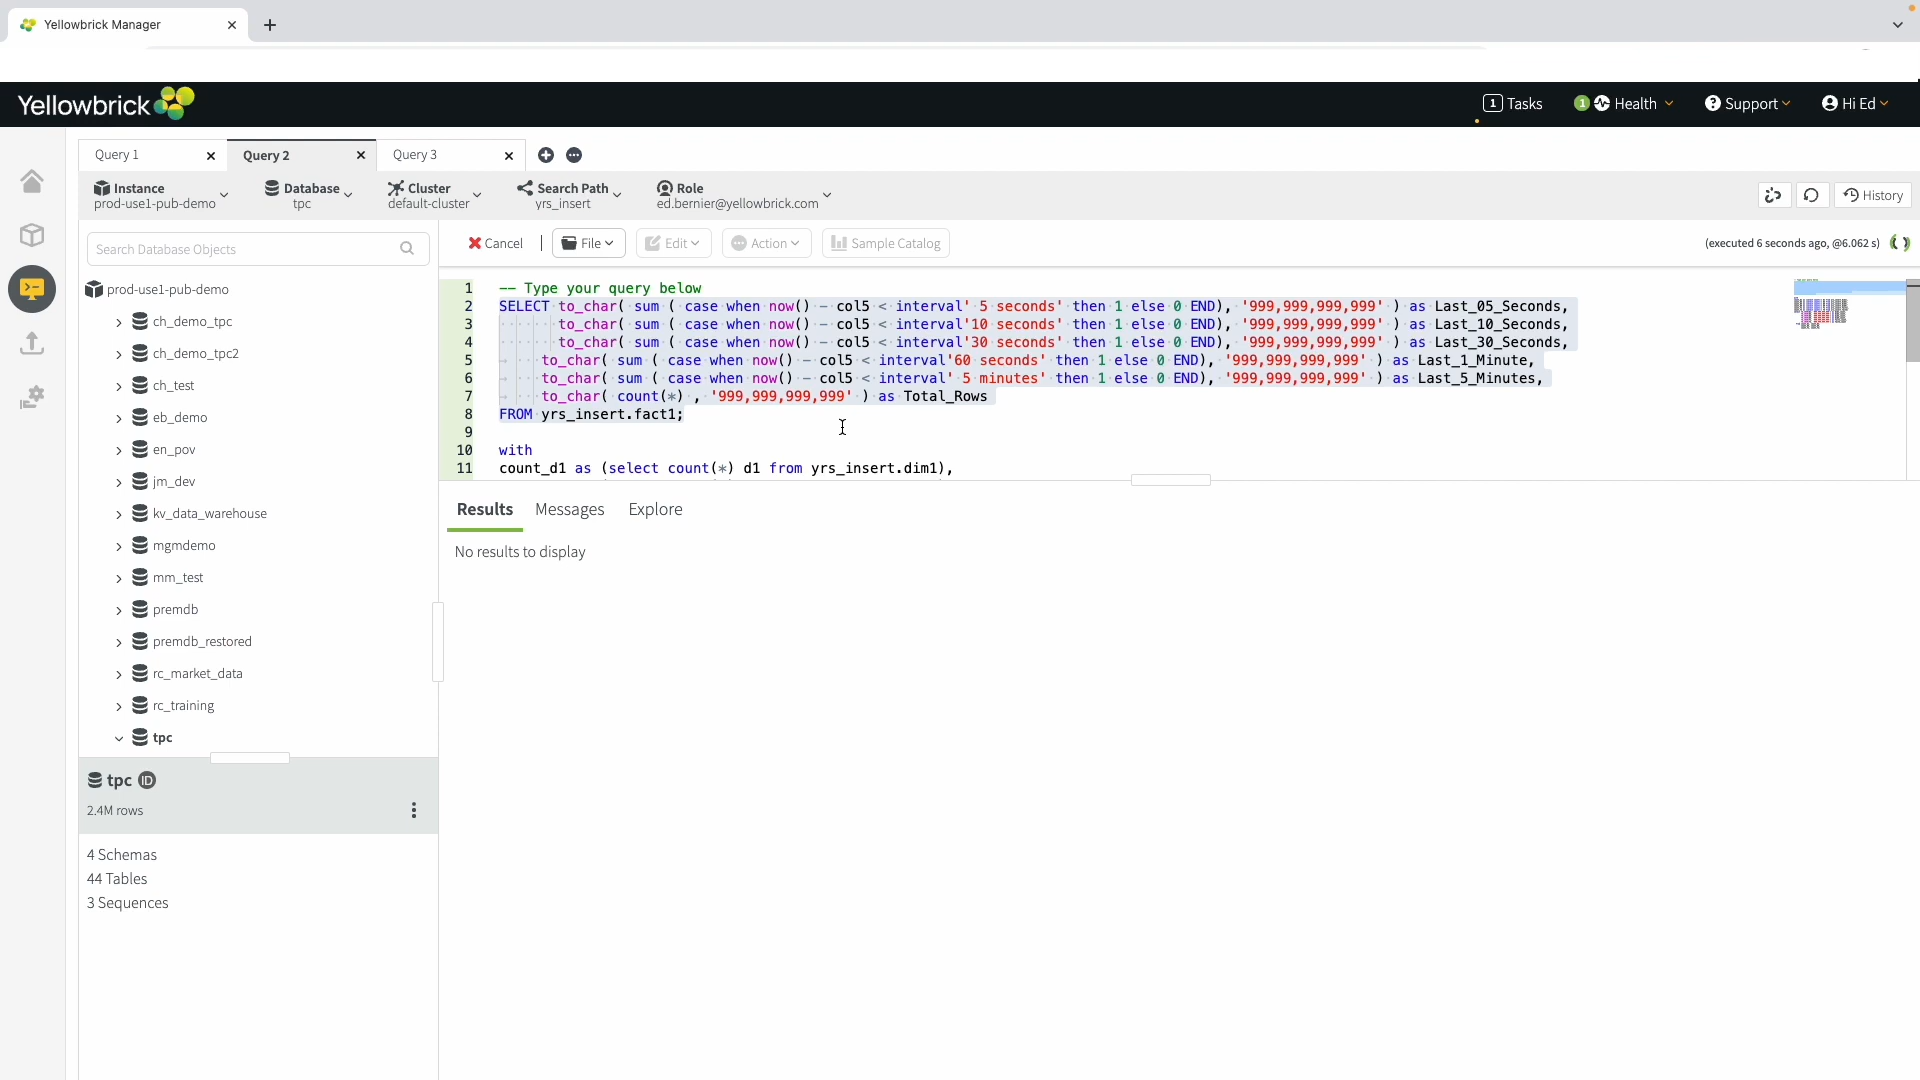 Yellowbrick Manager
Yellowbrick
1 Tasks
1 Health
Support
Hi Ed
Query 1
Query 2
Query 3
Instance
prod-use1-pub-demo
Database
tpc
Cluster
default-cluster
Search Path
yrs_insert
Role
ed.bernier@yellowbrick.com
History
Search Database Objects
Cancel
File
Edit
Action
Sample Catalog
(executed 6 seconds ago, @6.062 s)
prod-use1-pub-demo
ch_demo_tpc
ch_demo_tpc2
ch_test
eb_demo
en_pov
jm_dev
kv_data_warehouse
mgmdemo
mm_test
premdb
premdb_restored
rc_market_data
rc_training
tpc
tpc ID
2.4M rows
4 Schemas
44 Tables
3 Sequences
1 -- Type your query below
2 SELECT to_char( sum ( case when now() - col5 < interval' 5 seconds' then 1 else 0 END), '999,999,999,999' ) as Last_05_Seconds,
3 to_char( sum ( case when now() - col5 < interval'10 seconds' then 1 else 0 END), '999,999,999,999' ) as Last_10_Seconds,
4 to_char( sum ( case when now() - col5 < interval'30 seconds' then 1 else 0 END), '999,999,999,999' ) as Last_30_Seconds,
5 to_char( sum ( case when now() - col5 < interval'60 seconds' then 1 else 0 END), '999,999,999,999' ) as Last_1_Minute,
6 to_char( sum ( case when now() - col5 < interval' 5 minutes' then 1 else 0 END), '999,999,999,999' ) as Last_5_Minutes,
7 to_char( count(*) , '999,999,999,999' ) as Total_Rows
8 FROM yrs_insert.fact1;
9
10 with
11 count_d1 as (select count(*) d1 from yrs_insert.dim1),
Results
Messages
Explore
No results to display